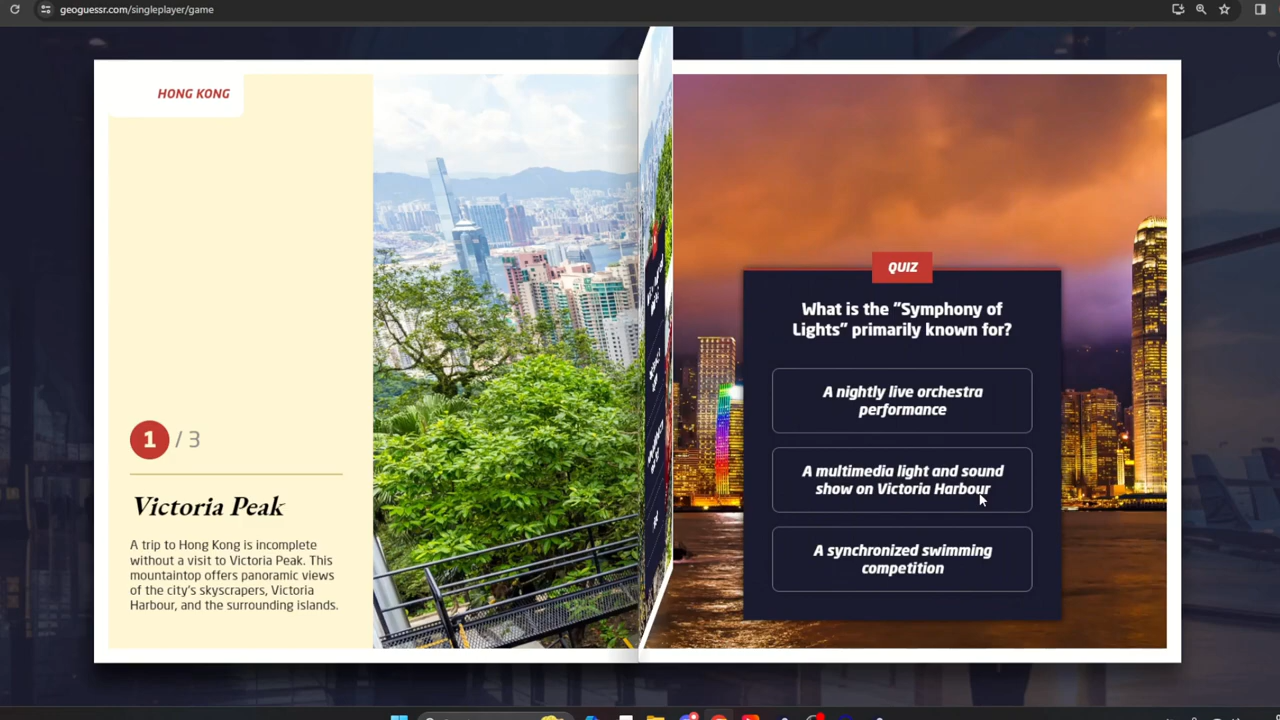 geoguessr.com/singleplayer/game
HONG KONG
1 / 3
Victoria Peak
A trip to Hong Kong is incomplete
without a visit to Victoria Peak. This
mountaintop offers panoramic views
of the city's skyscrapers, Victoria
Harbour, and the surrounding islands.
QUIZ
What is the "Symphony of
Lights" primarily known for?
A nightly live orchestra
performance
A multimedia light and sound
show on Victoria Harbour
A synchronized swimming
competition